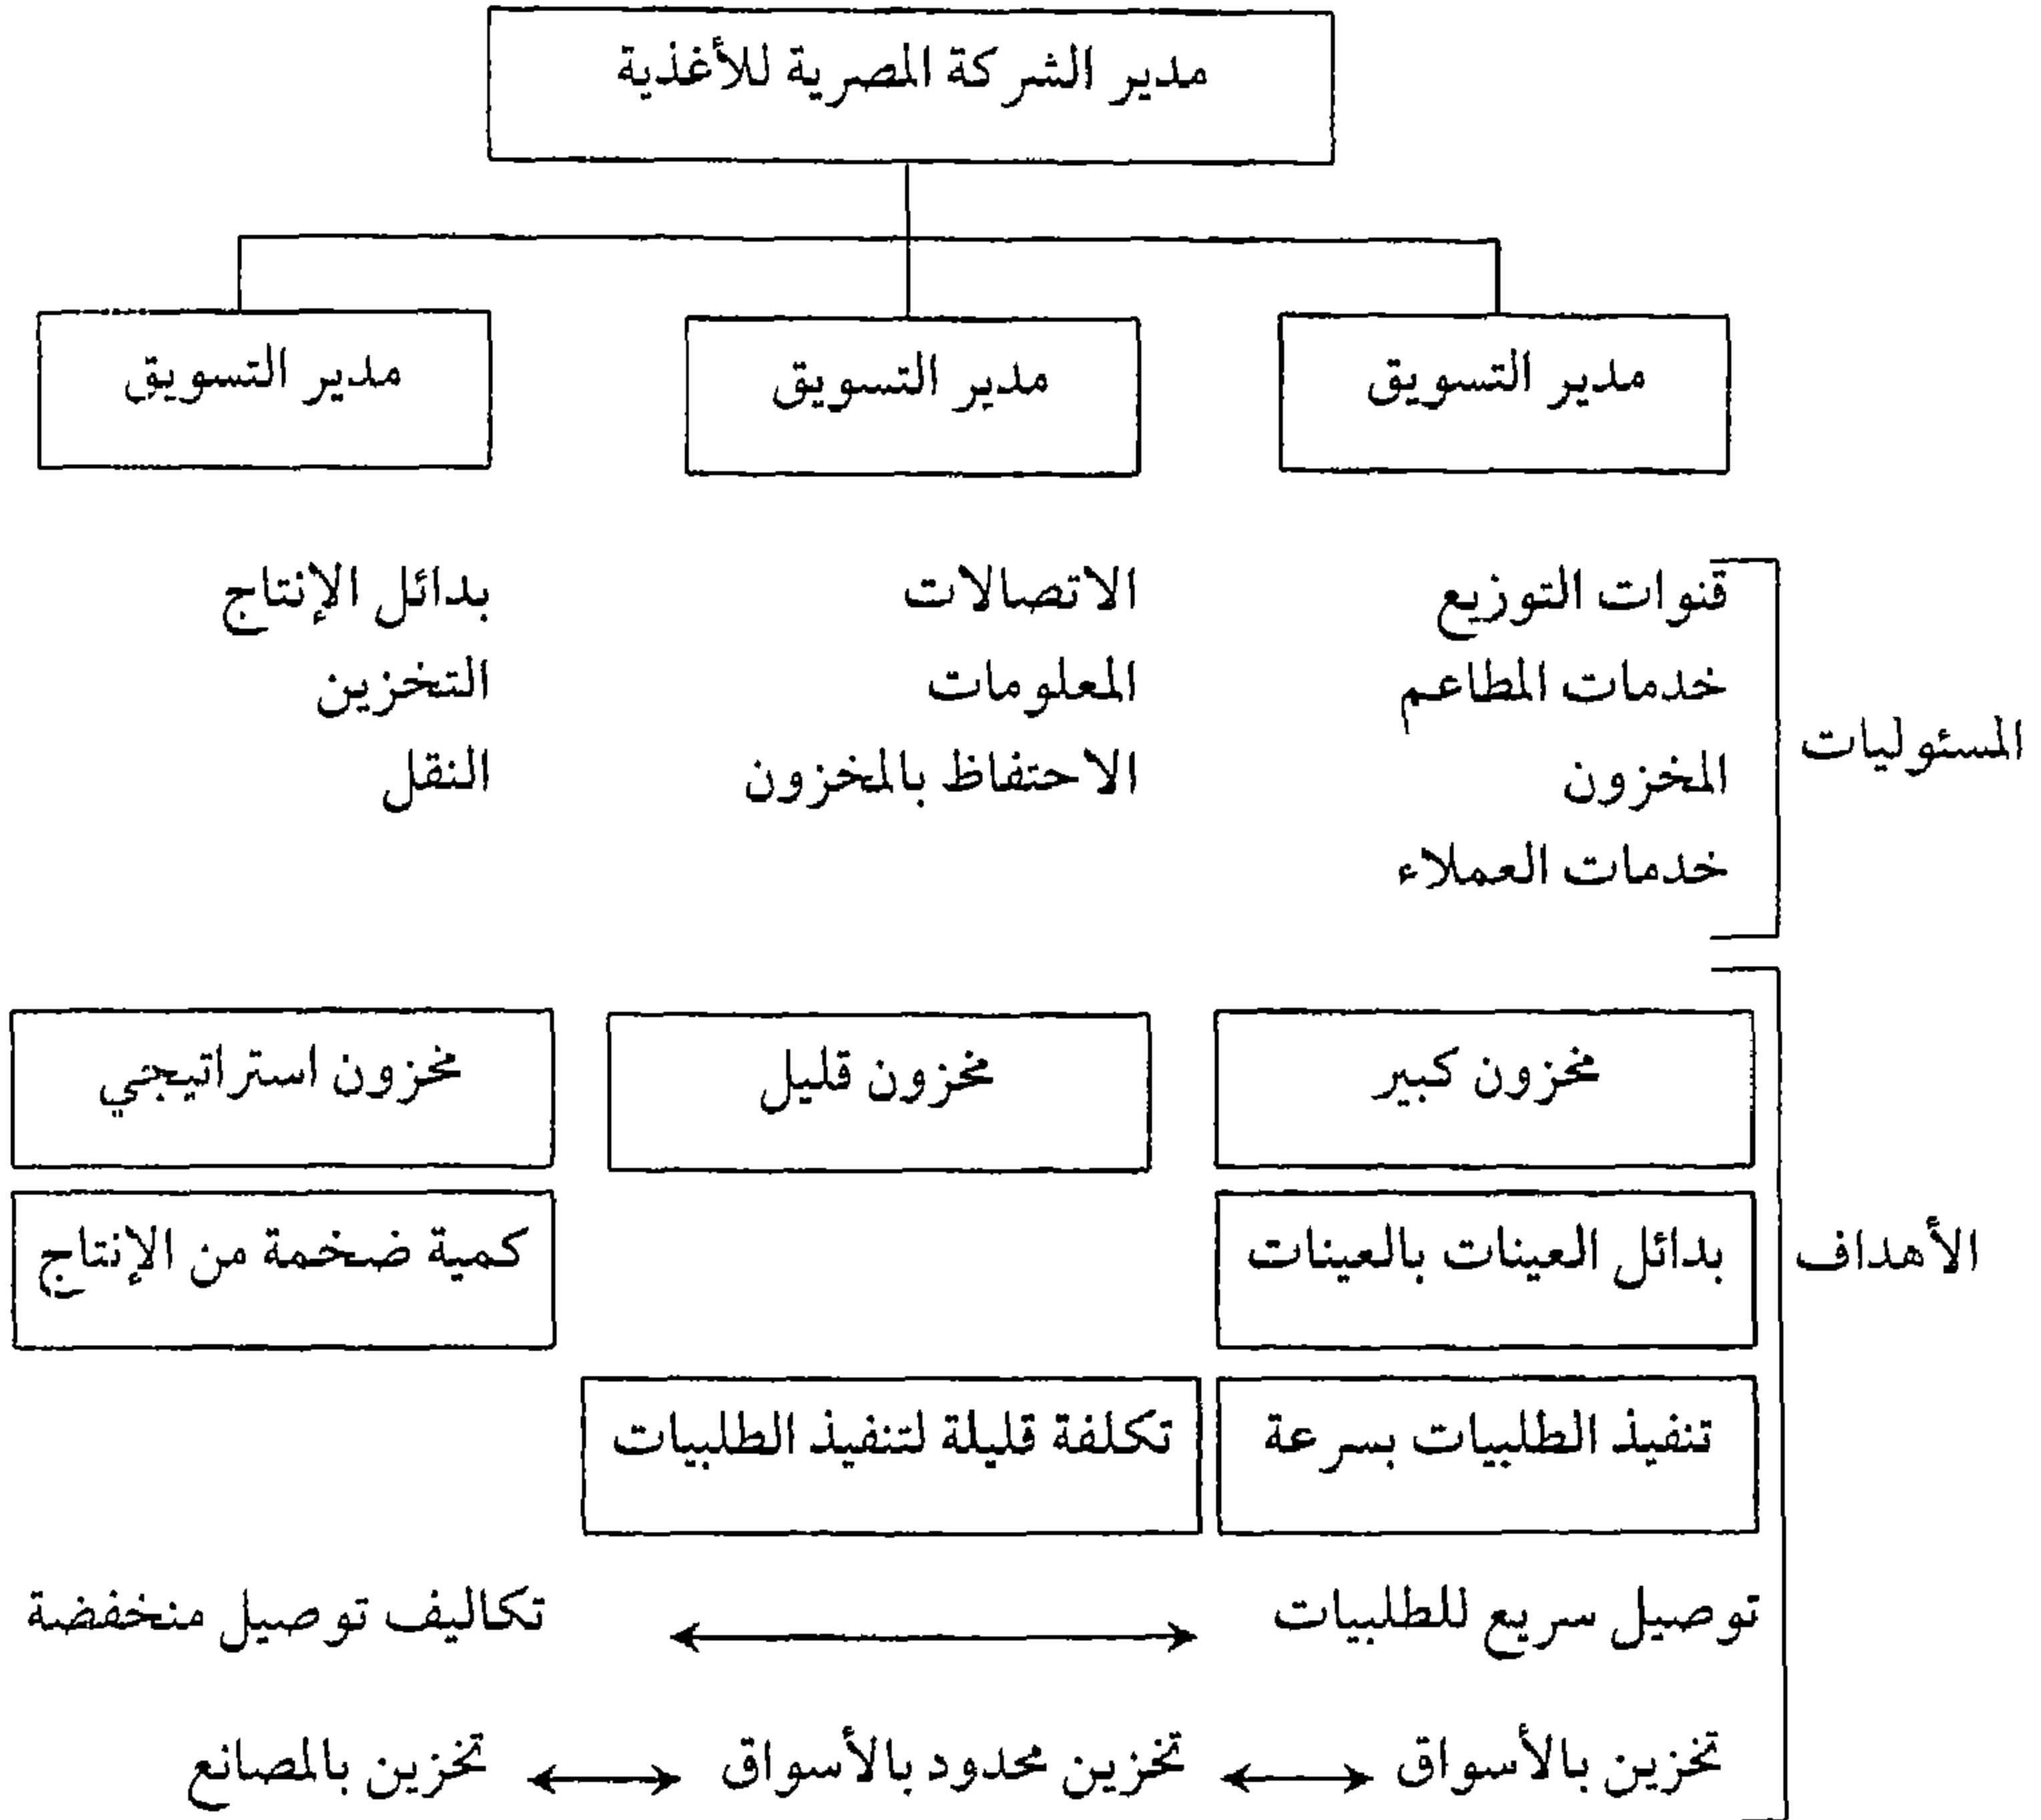 مدير الشركة المصرية للأغذية
مدير التسويق
مدير التسويق
مدير التسويق
المسئوليات
قنوات التوزيع
خدمات المطاعم
المخزون
خدمات العملاء
الاتصالات
المعلومات
الاحتفاظ بالمخزون
بدائل الإنتاج
التخزين
النقل
الأهداف
مخزون كبير
مخزون قليل
مخزون استراتيجي
بدائل العينات بالعينات
كمية ضخمة من الإنتاج
تنفيذ الطلبيات بسرعة
تكلفة قليلة لتنفيذ الطلبيات
توصيل سريع للطلبيات
تكاليف توصيل منخفضة
تخزين بالأسواق
تخزين محدود بالأسواق
تخزين بالمصانع